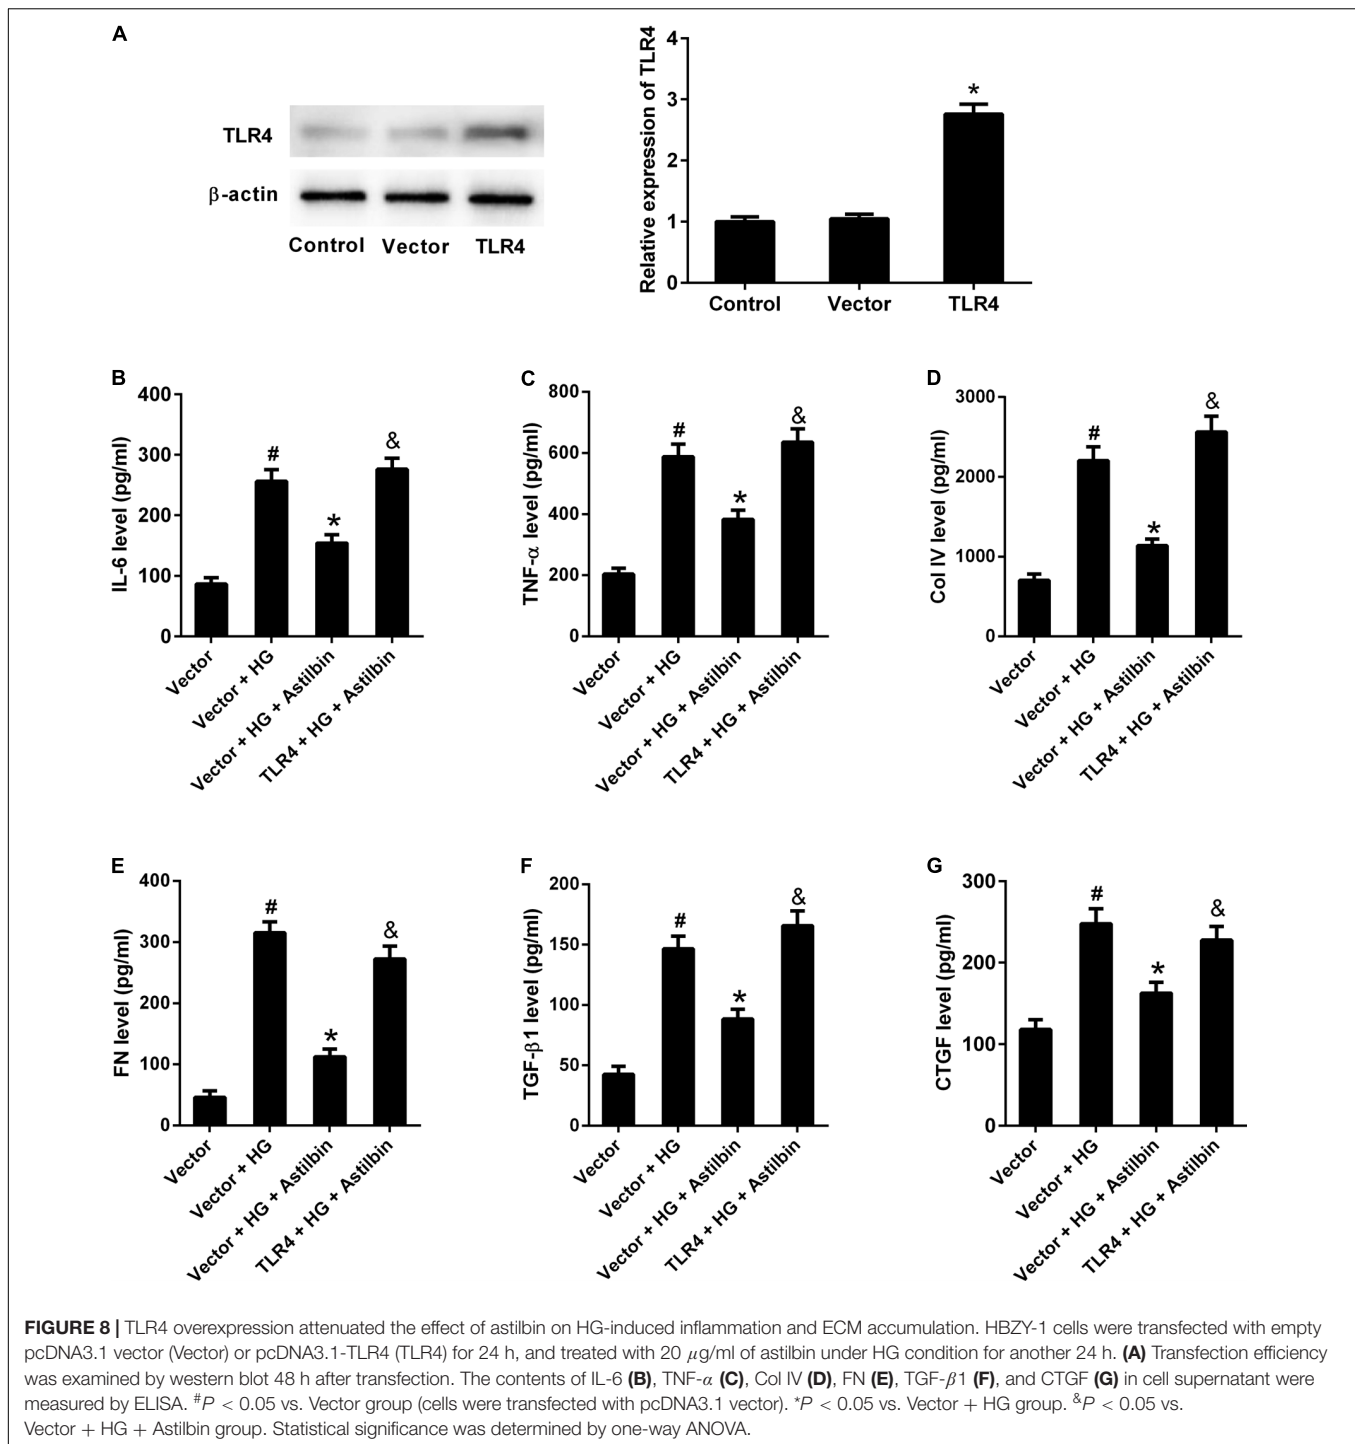 A
TLR4
β-actin
Control Vector TLR4
Relative expression of TLR4
4
3
2
1
0
*
Control Vector TLR4
B
IL-6 level (pg/ml)
400
300
200
100
0
# * &
Vector
Vector + HG
Vector + HG + Astilbin
TLR4 + HG + Astilbin
C
TNF-α level (pg/ml)
800
600
400
200
0
# * &
Vector
Vector + HG
Vector + HG + Astilbin
TLR4 + HG + Astilbin
D
Col IV level (pg/ml)
3000
2000
1000
0
# * &
Vector
Vector + HG
Vector + HG + Astilbin
TLR4 + HG + Astilbin
E
FN level (pg/ml)
400
300
200
100
0
# * &
Vector
Vector + HG
Vector + HG + Astilbin
TLR4 + HG + Astilbin
F
TGF-β1 level (pg/ml)
200
150
100
50
0
# * &
Vector
Vector + HG
Vector + HG + Astilbin
TLR4 + HG + Astilbin
G
CTGF level (pg/ml)
300
200
100
0
# * &
Vector
Vector + HG
Vector + HG + Astilbin
TLR4 + HG + Astilbin
FIGURE 8 | TLR4 overexpression attenuated the effect of astilbin on HG-induced inflammation and ECM accumulation. HBZY-1 cells were transfected with empty
pcDNA3.1 vector (Vector) or pcDNA3.1-TLR4 (TLR4) for 24 h, and treated with 20 μg/ml of astilbin under HG condition for another 24 h. (A) Transfection efficiency
was examined by western blot 48 h after transfection. The contents of IL-6 (B), TNF-α (C), Col IV (D), FN (E), TGF-β1 (F), and CTGF (G) in cell supernatant were
measured by ELISA. #P < 0.05 vs. Vector group (cells were transfected with pcDNA3.1 vector). *P < 0.05 vs. Vector + HG group. &P < 0.05 vs.
Vector + HG + Astilbin group. Statistical significance was determined by one-way ANOVA.